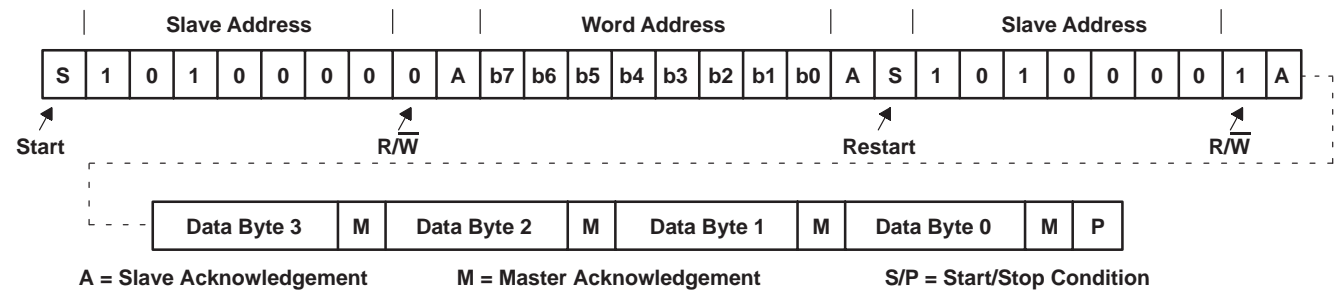 Slave Address Word Address Slave Address
S 1 0 1 0 0 0 0 0 A b7 b6 b5 b4 b3 b2 b1 b0 A S 1 0 1 0 0 0 0 1 A
Start R/W̅ Restart R/W̅
Data Byte 3 M Data Byte 2 M Data Byte 1 M Data Byte 0 M P
A = Slave Acknowledgement M = Master Acknowledgement S/P = Start/Stop Condition